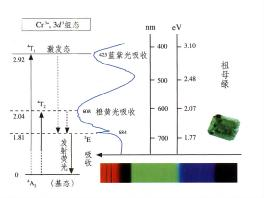 Cr³⁺, 3d³组态
nm
eV
⁴T₁
激发态
2.92
425蓝紫光吸收
400
3.10
祖母绿
500
2.48
⁴T₂
2.04
608
橙黄光吸收
600
2.07
1.81
²E
684
发射荧光
700
1.77
吸收
0
⁴A₂
(基态)